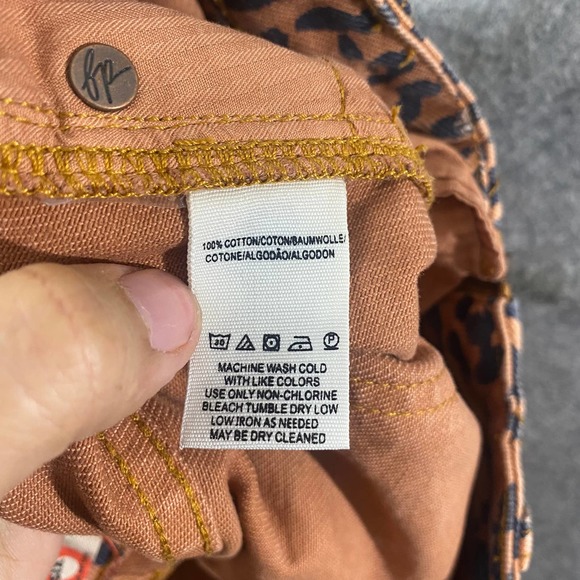 fp
100% COTTON/COTON/BAUMWOLLE/
COTONE/ALGODÃO/ALGODON
30
P
MACHINE WASH COLD
WITH LIKE COLORS
USE ONLY NON-CHLORINE
BLEACH TUMBLE DRY LOW
LOW IRON AS NEEDED
MAY BE DRY CLEANED